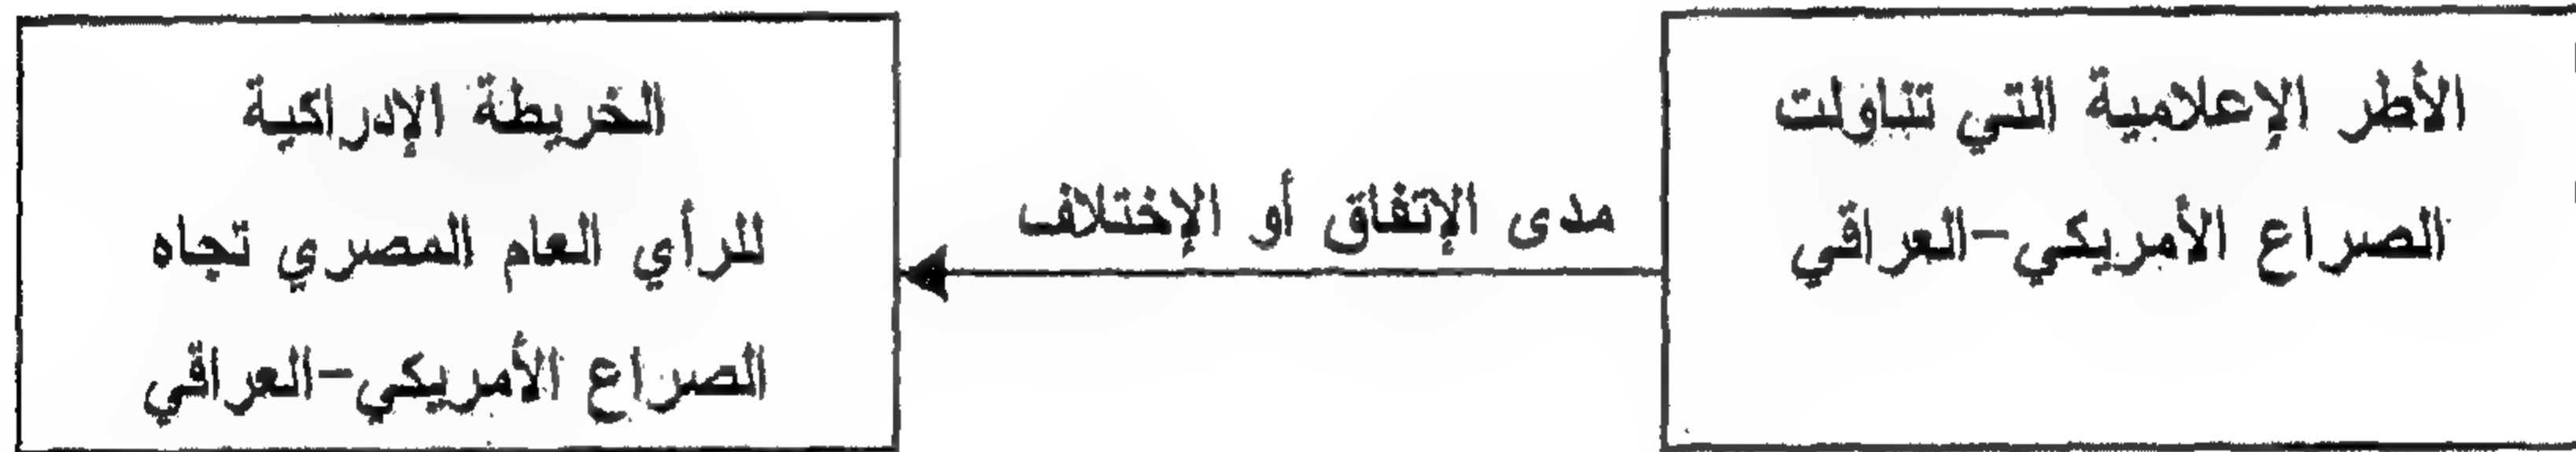 الأطر الإعلامية التي تناولت
الصراع الأمريكي-العراقي
مدى الإتفاق أو الإختلاف
الخريطة الإدراكية
للرأي العام المصري تجاه
الصراع الأمريكي-العراقي